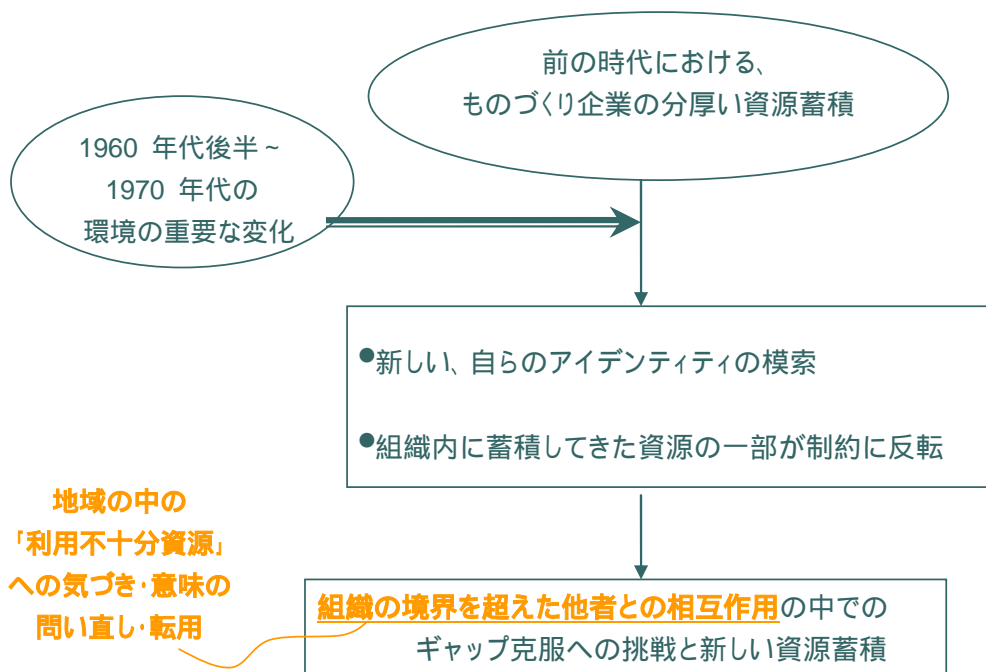 前の時代における、
ものづくり企業の分厚い資源蓄積
1960 年代後半～
1970 年代の
環境の重要な変化
●新しい、自らのアイデンティティの模索
●組織内に蓄積してきた資源の一部が制約に反転
地域の中の
「利用不十分資源」
への気づき・意味の
問い直し・転用
組織の境界を超えた他者との相互作用の中での
ギャップ克服への挑戦と新しい資源蓄積